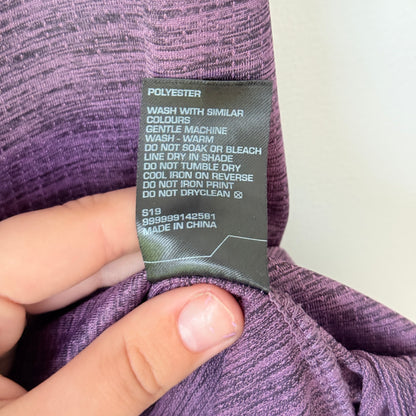 POLYESTER
WASH WITH SIMILAR
COLOURS
GENTLE MACHINE
WASH - WARM
DO NOT SOAK OR BLEACH
LINE DRY IN SHADE
DO NOT TUMBLE DRY
COOL IRON ON REVERSE
DO NOT IRON PRINT
DO NOT DRYCLEAN ⊠
S19
999999142561
MADE IN CHINA